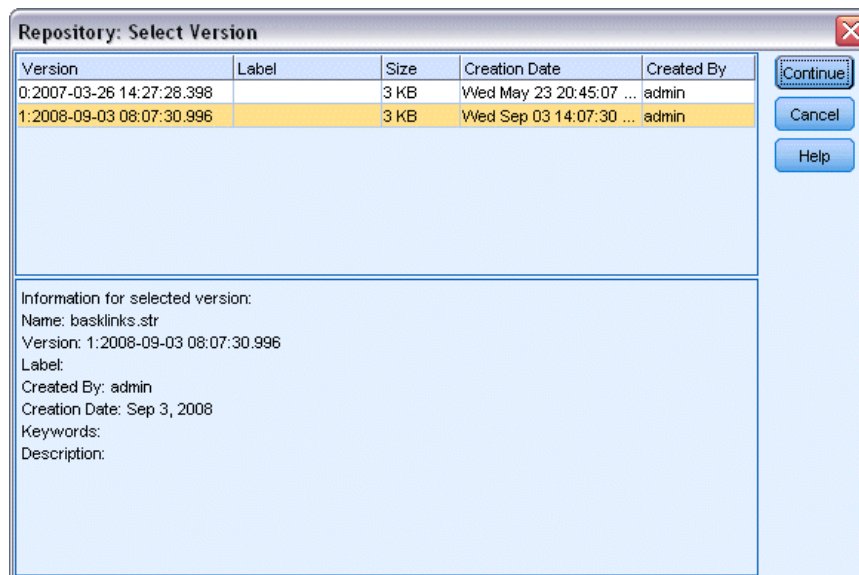 Repository: Select Version
Version Label Size Creation Date Created By
0:2007-03-26 14:27:28.398 3 KB Wed May 23 20:45:07 ... admin
1:2008-09-03 08:07:30.996 3 KB Wed Sep 03 14:07:30 ... admin
Continue
Cancel
Help
Information for selected version:
Name: basklinks.str
Version: 1:2008-09-03 08:07:30.996
Label:
Created By: admin
Creation Date: Sep 3, 2008
Keywords:
Description: